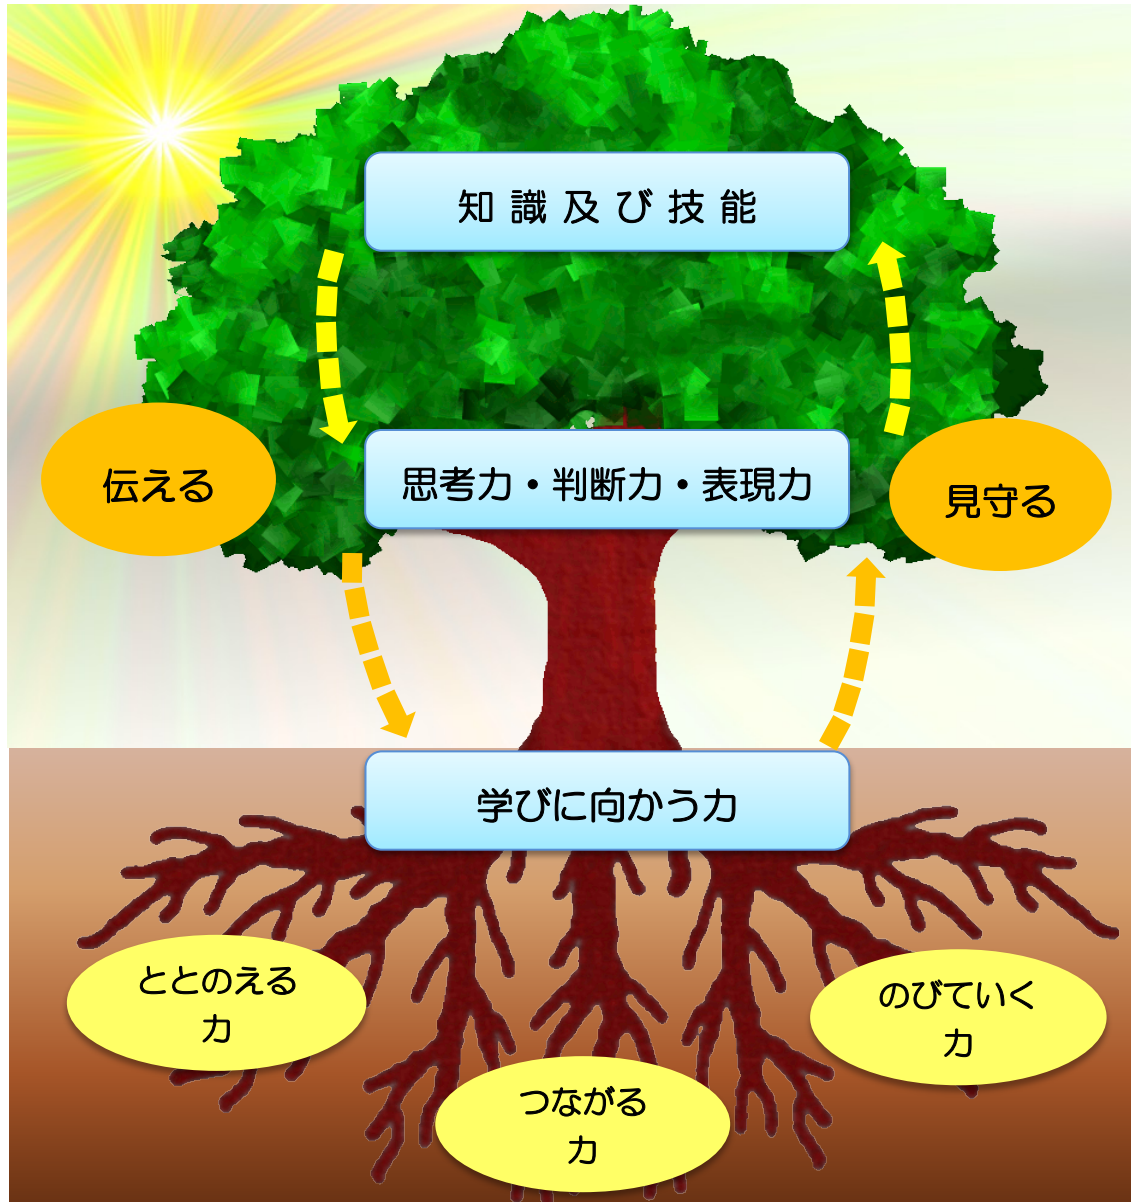 知識及び技能
思考力・判断力・表現力
伝える
見守る
学びに向かう力
ととのえる
力
のびていく
力
つながる
力